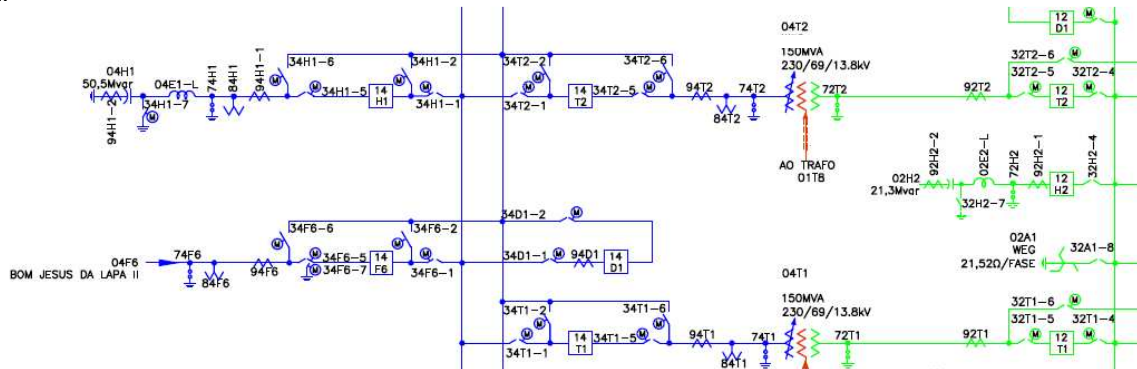 12
D1
04T2
150MVA
230/69/13.8kV
34H1-6
34H1-2
34T2-2
34T2-6
32T2-6
32T2-5
32T2-4
04H1
50,5Mvar
04E1-L
74H1
84H1
94H1-1
34H1-5
14
H1
34H1-1
34T2-1
14
T2
34T2-5
94T2
84T2
74T2
72T2
92T2
12
T2
94H1-2
34H1-7
AO TRAFO
01T8
92H2-2
02E2-L
72H2
92H2-1
32H2-4
02H2
21,3Mvar
12
H2
32H2-7
34D1-2
34F6-6
34F6-2
04F6
BOM JESUS DA LAPA II
74F6
84F6
94F6
34F6-5
34F6-7
14
F6
34F6-1
34D1-1
94D1
14
D1
02A1
WEG
21,52Ω/FASE
32A1-8
04T1
150MVA
230/69/13.8kV
34T1-2
34T1-6
32T1-6
32T1-5
32T1-4
34T1-1
14
T1
34T1-5
94T1
84T1
74T1
72T1
92T1
12
T1